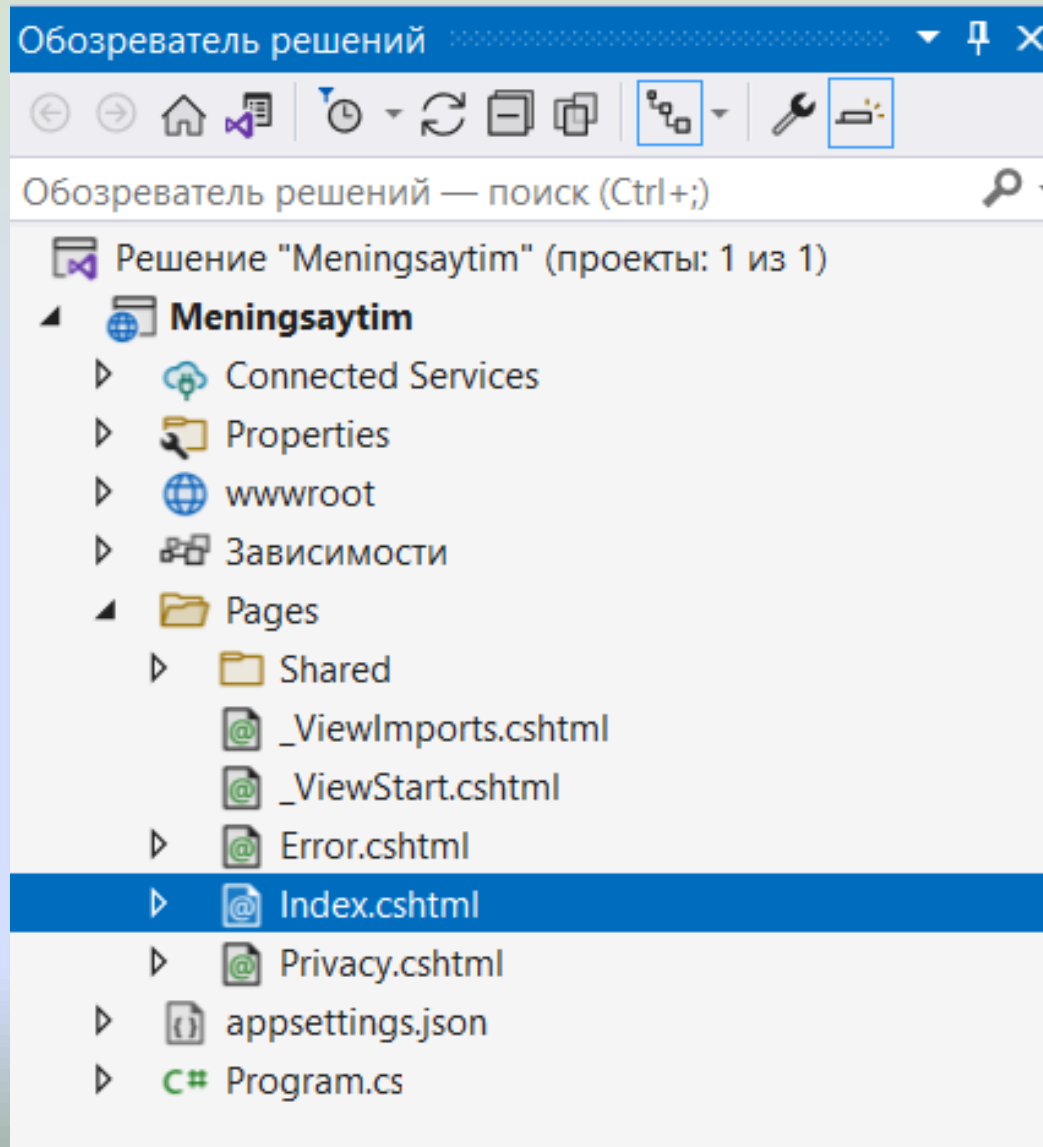 Обозреватель решений
Обозреватель решений — поиск (Ctrl+;)
Решение "Meningsaytim" (проекты: 1 из 1)
Meningsaytim
Connected Services
Properties
wwwroot
Зависимости
Pages
Shared
_ViewImports.cshtml
_ViewStart.cshtml
Error.cshtml
Index.cshtml
Privacy.cshtml
appsettings.json
C# Program.cs